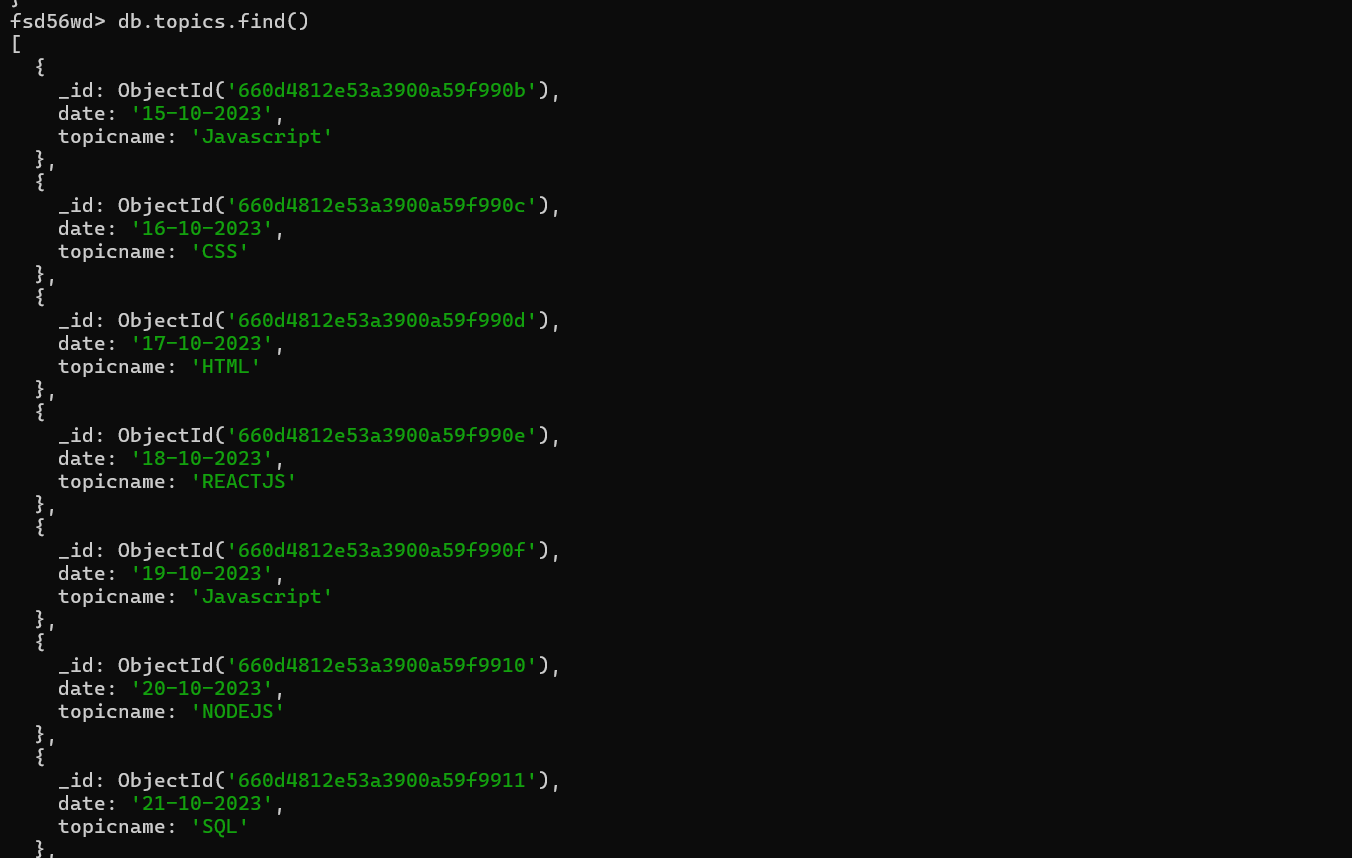 }
fsd56wd> db.topics.find()
[
  {
    _id: ObjectId('660d4812e53a3900a59f990b'),
    date: '15-10-2023',
    topicname: 'Javascript'
  },
  {
    _id: ObjectId('660d4812e53a3900a59f990c'),
    date: '16-10-2023',
    topicname: 'CSS'
  },
  {
    _id: ObjectId('660d4812e53a3900a59f990d'),
    date: '17-10-2023',
    topicname: 'HTML'
  },
  {
    _id: ObjectId('660d4812e53a3900a59f990e'),
    date: '18-10-2023',
    topicname: 'REACTJS'
  },
  {
    _id: ObjectId('660d4812e53a3900a59f990f'),
    date: '19-10-2023',
    topicname: 'Javascript'
  },
  {
    _id: ObjectId('660d4812e53a3900a59f9910'),
    date: '20-10-2023',
    topicname: 'NODEJS'
  },
  {
    _id: ObjectId('660d4812e53a3900a59f9911'),
    date: '21-10-2023',
    topicname: 'SQL'
  },